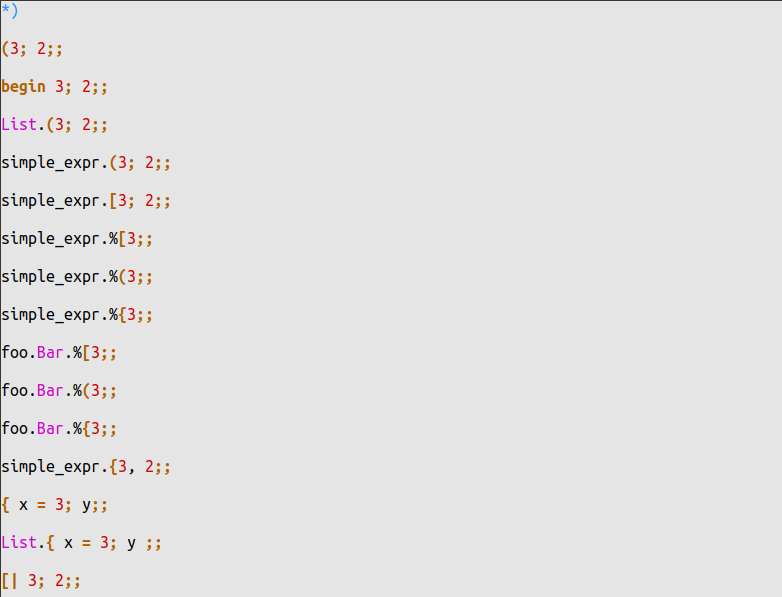 *)
(3; 2;;
begin 3; 2;;
List.(3; 2;;
simple_expr.(3; 2;;
simple_expr.[3; 2;;
simple_expr.%[3;;
simple_expr.%(3;;
simple_expr.%{3;;
foo.Bar.%[3;;
foo.Bar.%(3;;
foo.Bar.%{3;;
simple_expr.{3, 2;;
{ x = 3; y;;
List.{ x = 3; y ;;
[| 3; 2;;